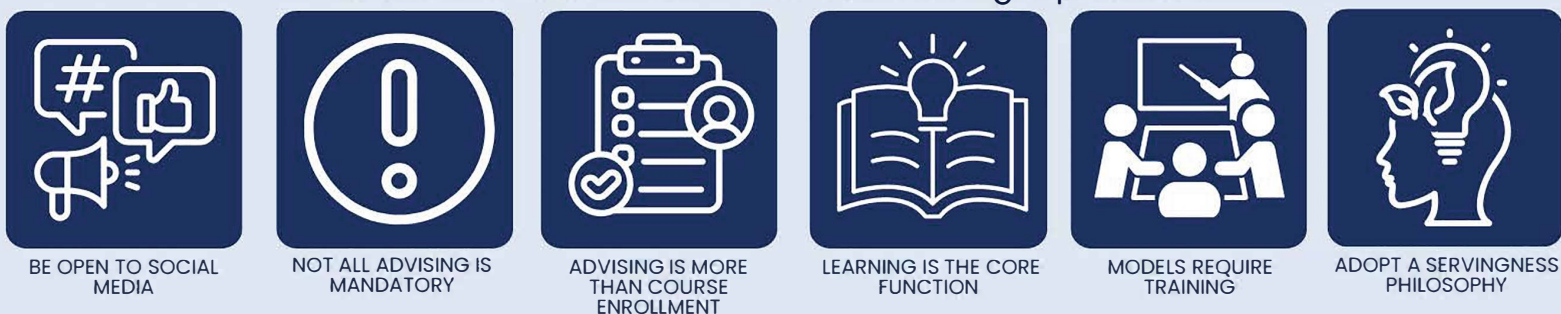 BE OPEN TO SOCIAL
MEDIA
NOT ALL ADVISING IS
MANDATORY
ADVISING IS MORE
THAN COURSE
ENROLLMENT
LEARNING IS THE CORE
FUNCTION
MODELS REQUIRE
TRAINING
ADOPT A SERVINGNESS
PHILOSOPHY